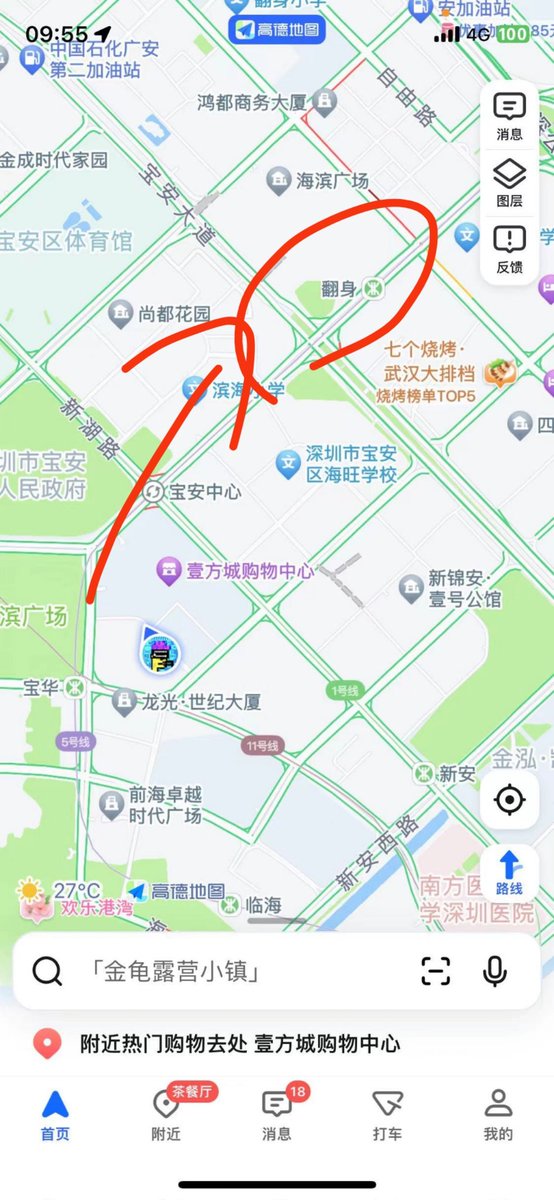 09:55
4G
100
高德地图
中国石化广安
第二加油站
安加油站
鸿都商务大厦
自由路
消息
金成时代家园
宝安大道
海滨广场
图层
宝安区体育馆
反馈
翻身
尚都花园
七个烧烤·
武汉大排档
烧烤榜单TOP5
滨海小学
新湖路
深圳市宝安
区海旺学校
圳市宝安
人民政府
宝安中心
壹方城购物中心
新锦安·
壹号公馆
滨广场
宝华
龙光·世纪大厦
1号线
5号线
11号线
新安
金泓·
前海卓越
时代广场
新安西路
路线
27°C
高德地图
欢乐港湾
临海
南方医
学深圳医院
「金龟露营小镇」
附近热门购物去处 壹方城购物中心
茶餐厅
18
首页
附近
消息
打车
我的